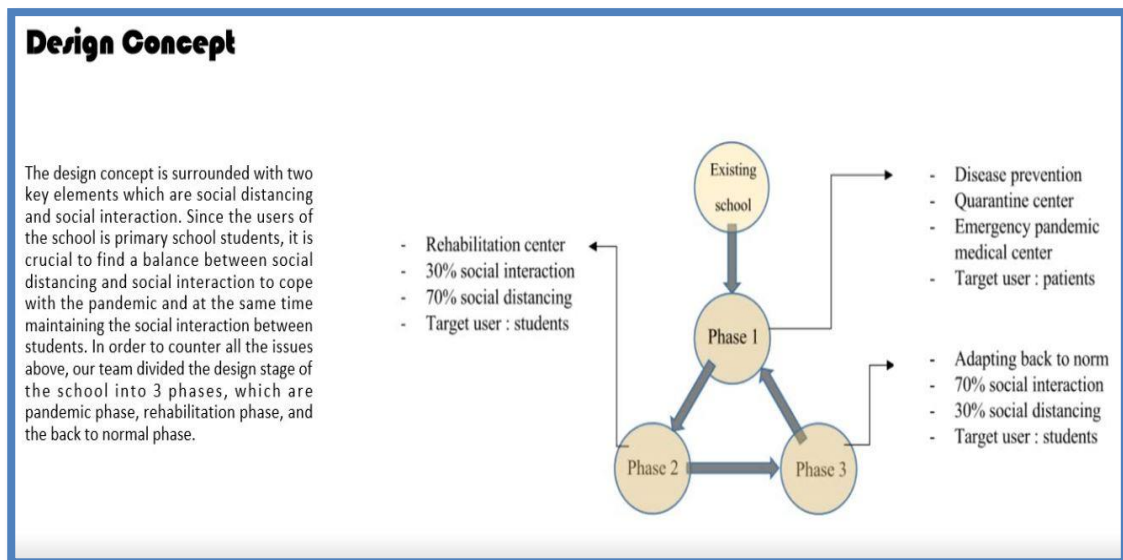 Design Concept
The design concept is surrounded with two
key elements which are social distancing
and social interaction. Since the users of
the school is primary school students, it is
crucial to find a balance between social
distancing and social interaction to cope
with the pandemic and at the same time
maintaining the social interaction between
students. In order to counter all the issues
above, our team divided the design stage of
the school into 3 phases, which are
pandemic phase, rehabilitation phase, and
the back to normal phase.
- Rehabilitation center
- 30% social interaction
- 70% social distancing
- Target user : students
Existing
school
Phase 1
Phase 2
Phase 3
- Disease prevention
- Quarantine center
- Emergency pandemic
medical center
- Target user : patients
- Adapting back to norm
- 70% social interaction
- 30% social distancing
- Target user : students